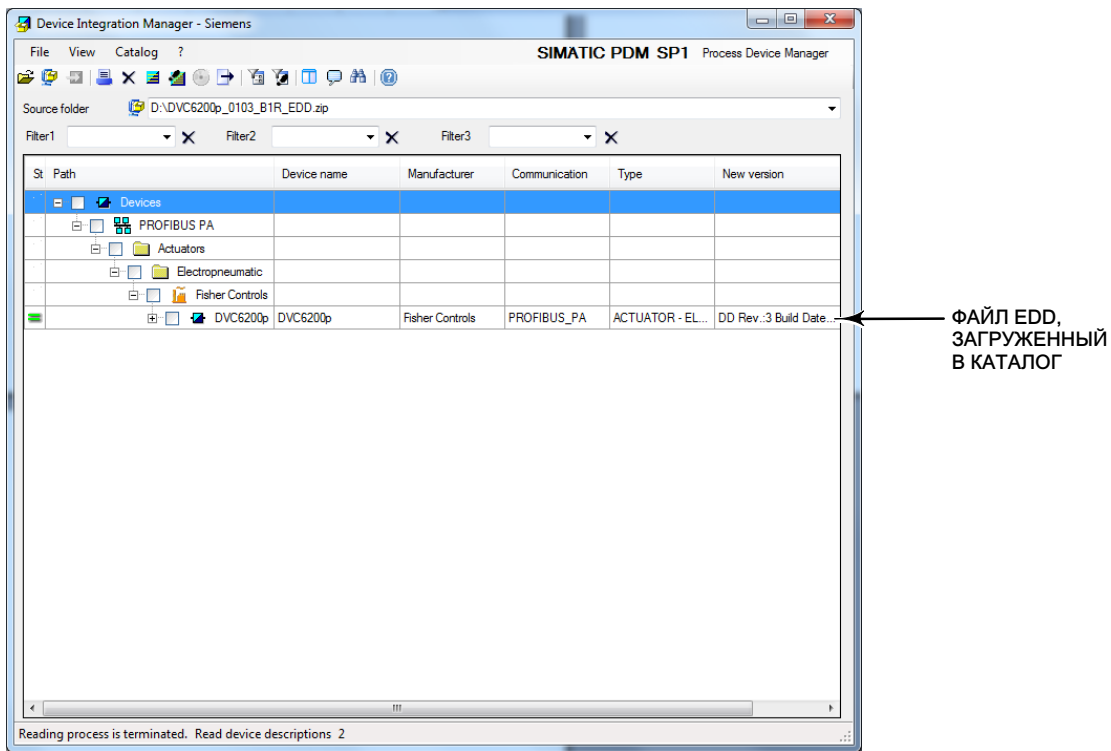 Device Integration Manager - Siemens
File View Catalog ? SIMATIC PDM SP1 Process Device Manager
Source folder D:\DVC6200p_0103_B1R_EDD.zip
Filter1 Filter2 Filter3
St Path Device name Manufacturer Communication Type New version
Devices
PROFIBUS PA
Actuators
Electropneumatic
Fisher Controls
DVC6200p DVC6200p Fisher Controls PROFIBUS_PA ACTUATOR - EL... DD Rev.:3 Build Date...
ФАЙЛ EDD,
ЗАГРУЖЕННЫЙ
В КАТАЛОГ
Reading process is terminated. Read device descriptions 2